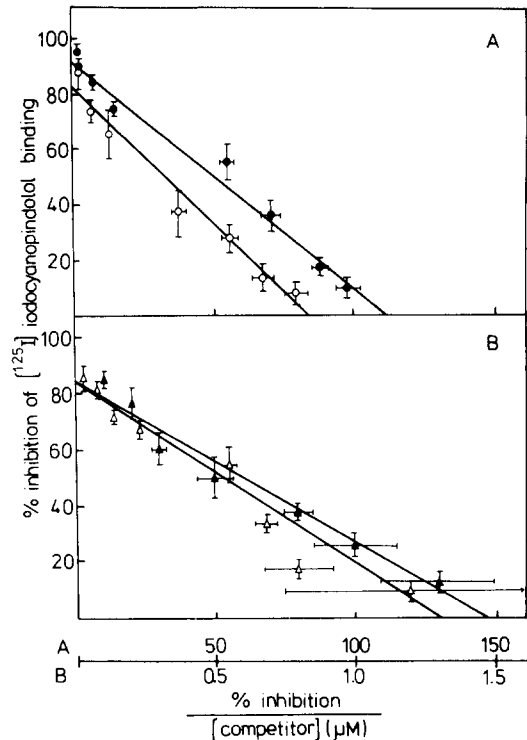 100
80
60
40
20
A
100
80
60
40
20
B
% inhibition of [¹²⁵I] iodocyanopindolol binding
A 50 100 150
B 0.5 1.0 1.5
% inhibition
[competitor] (μM)